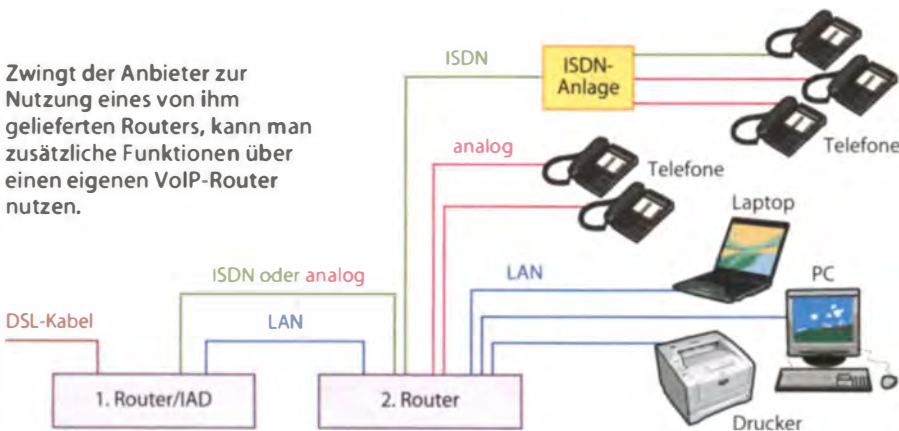 Zwingt der Anbieter zur
Nutzung eines von ihm
gelieferten Routers, kann man
zusätzliche Funktionen über
einen eigenen VoIP-Router
nutzen.
ISDN
ISDN-
Anlage
Telefone
analog
Telefone
Laptop
ISDN oder analog
LAN
PC
DSL-Kabel
LAN
1. Router/IAD
2. Router
Drucker